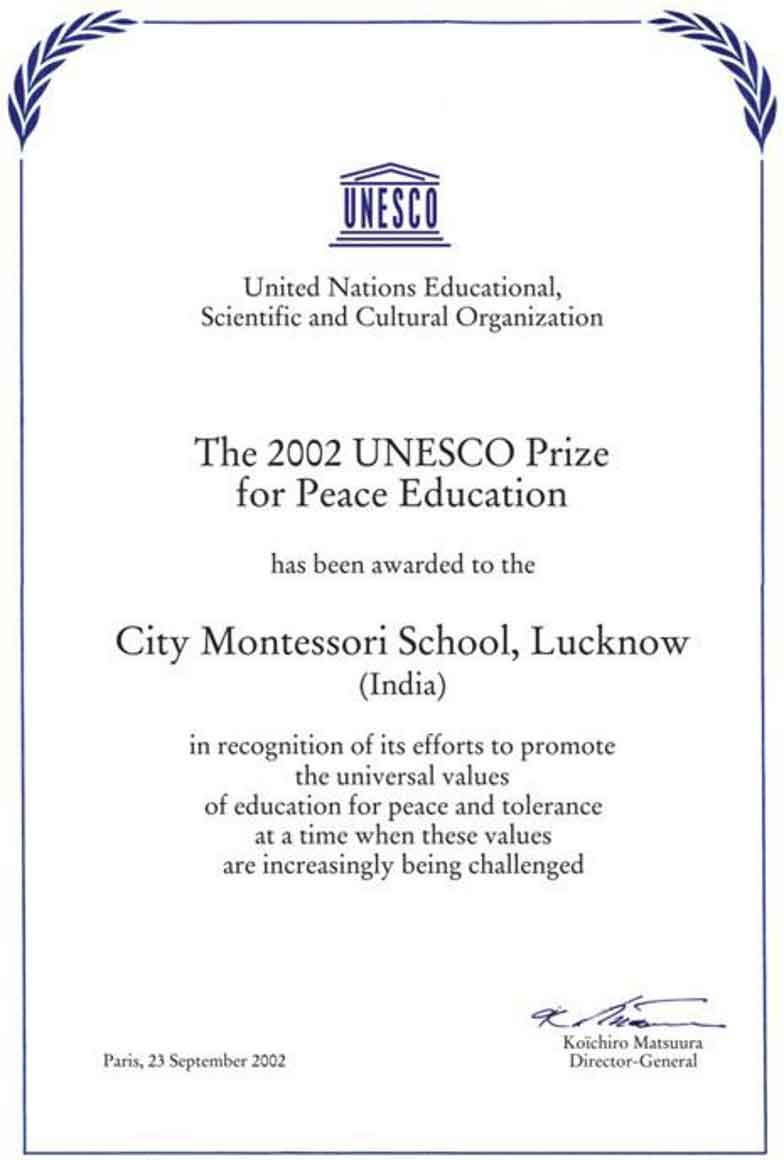 UNESCO
United Nations Educational,
Scientific and Cultural Organization
The 2002 UNESCO Prize
for Peace Education
has been awarded to the
City Montessori School, Lucknow
(India)
in recognition of its efforts to promote
the universal values
of education for peace and tolerance
at a time when these values
are increasingly being challenged
Koïchiro Matsuura
Paris, 23 September 2002
Director-General